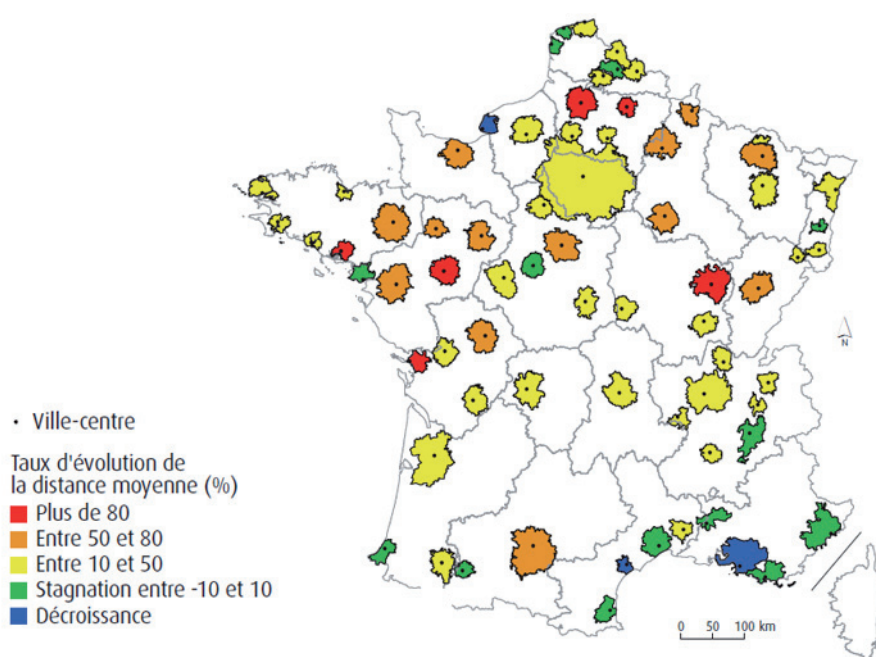 N
• Ville-centre
Taux d'évolution de
la distance moyenne (%)
Plus de 80
Entre 50 et 80
Entre 10 et 50
Stagnation entre -10 et 10
Décroissance
0 50 100 km